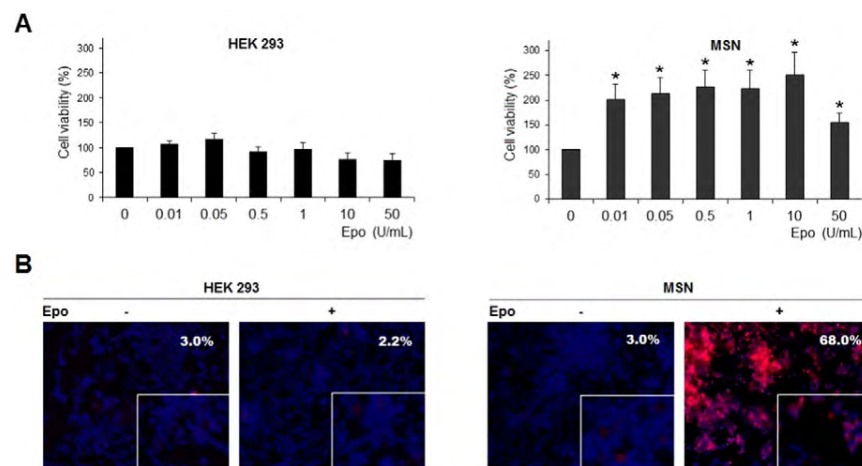 A
HEK 293
Cell viability (%)
300
250
200
150
100
50
0
0 0.01 0.05 0.5 1 10 50
Epo (U/mL)
MSN
Cell viability (%)
300
250
200
150
100
50
0
* * * * * *
0 0.01 0.05 0.5 1 10 50
Epo (U/mL)
B
HEK 293
Epo - +
3.0% 2.2%
MSN
Epo - +
3.0% 68.0%